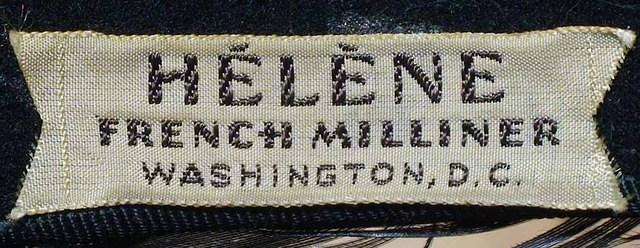 HÉLÈNE
FRENCH MILLINER
WASHINGTON, D.C.